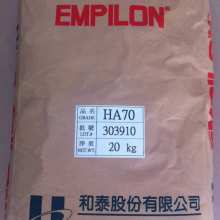 EMPILON®
品名 GRADE HA70
批號 LOT# 303910
淨重 NET.WT. 20 kg
和泰股份有限公司